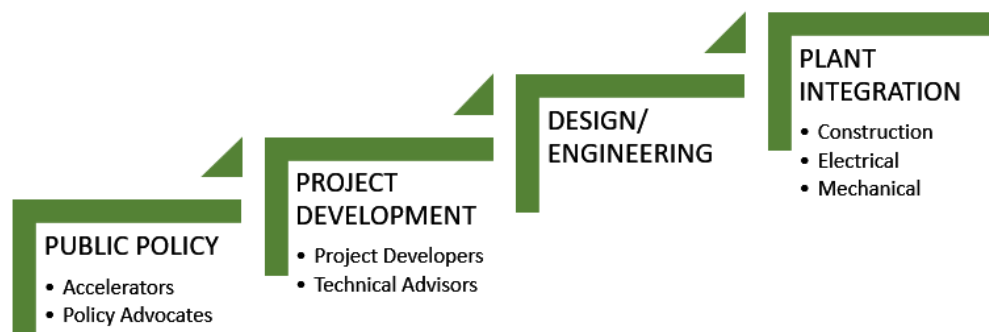 PUBLIC POLICY
• Accelerators
• Policy Advocates
PROJECT
DEVELOPMENT
• Project Developers
• Technical Advisors
DESIGN/
ENGINEERING
PLANT
INTEGRATION
• Construction
• Electrical
• Mechanical